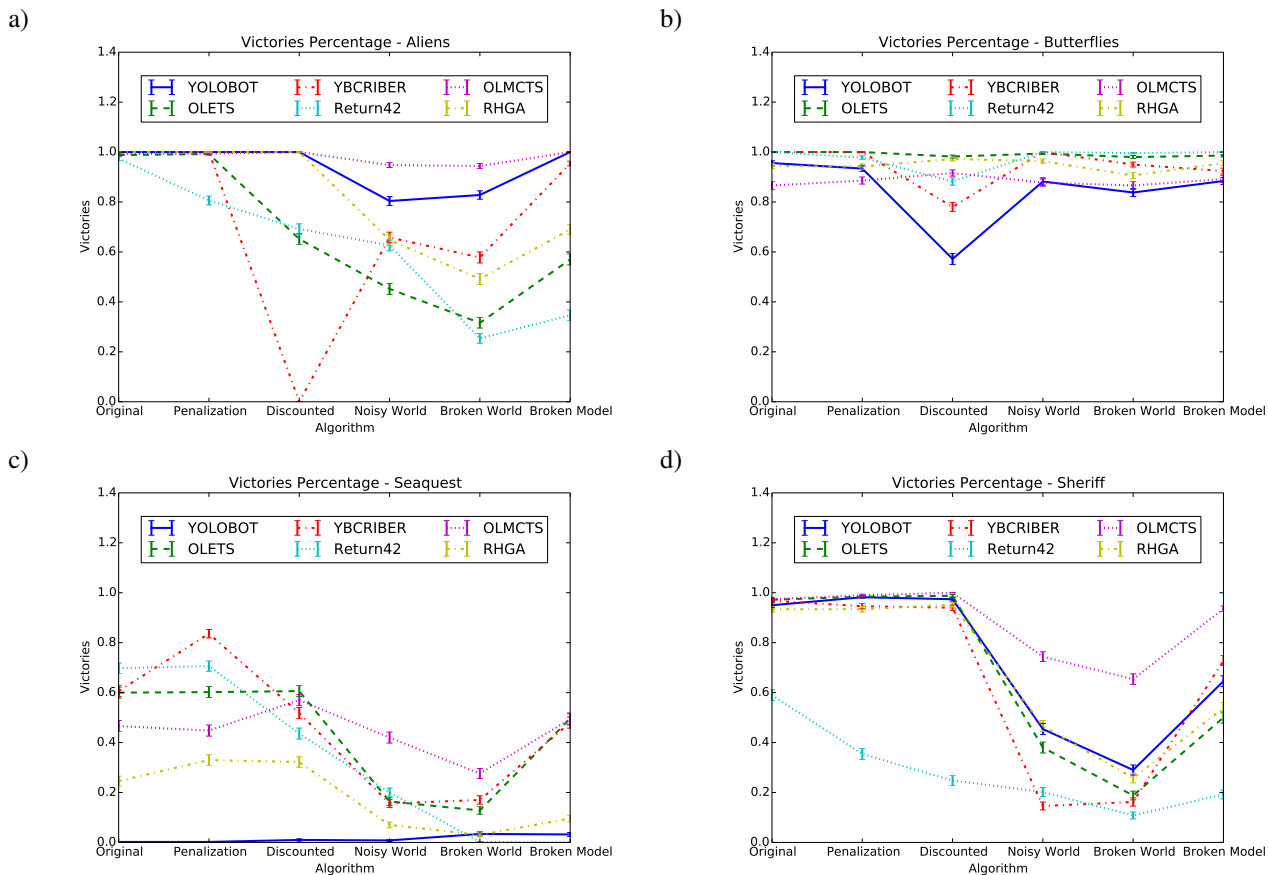 a)
Victories Percentage - Aliens
YOLOBOT YBCRIBER OLMCTS
OLETS Return42 RHGA
Victories
1.4
1.2
1.0
0.8
0.6
0.4
0.2
0.0
Original Penalization Discounted Noisy World Broken World Broken Model
Algorithm
b)
Victories Percentage - Butterflies
YOLOBOT YBCRIBER OLMCTS
OLETS Return42 RHGA
Victories
1.4
1.2
1.0
0.8
0.6
0.4
0.2
0.0
Original Penalization Discounted Noisy World Broken World Broken Model
Algorithm
c)
Victories Percentage - Seaquest
YOLOBOT YBCRIBER OLMCTS
OLETS Return42 RHGA
Victories
1.4
1.2
1.0
0.8
0.6
0.4
0.2
0.0
Original Penalization Discounted Noisy World Broken World Broken Model
Algorithm
d)
Victories Percentage - Sheriff
YOLOBOT YBCRIBER OLMCTS
OLETS Return42 RHGA
Victories
1.4
1.2
1.0
0.8
0.6
0.4
0.2
0.0
Original Penalization Discounted Noisy World Broken World Broken Model
Algorithm